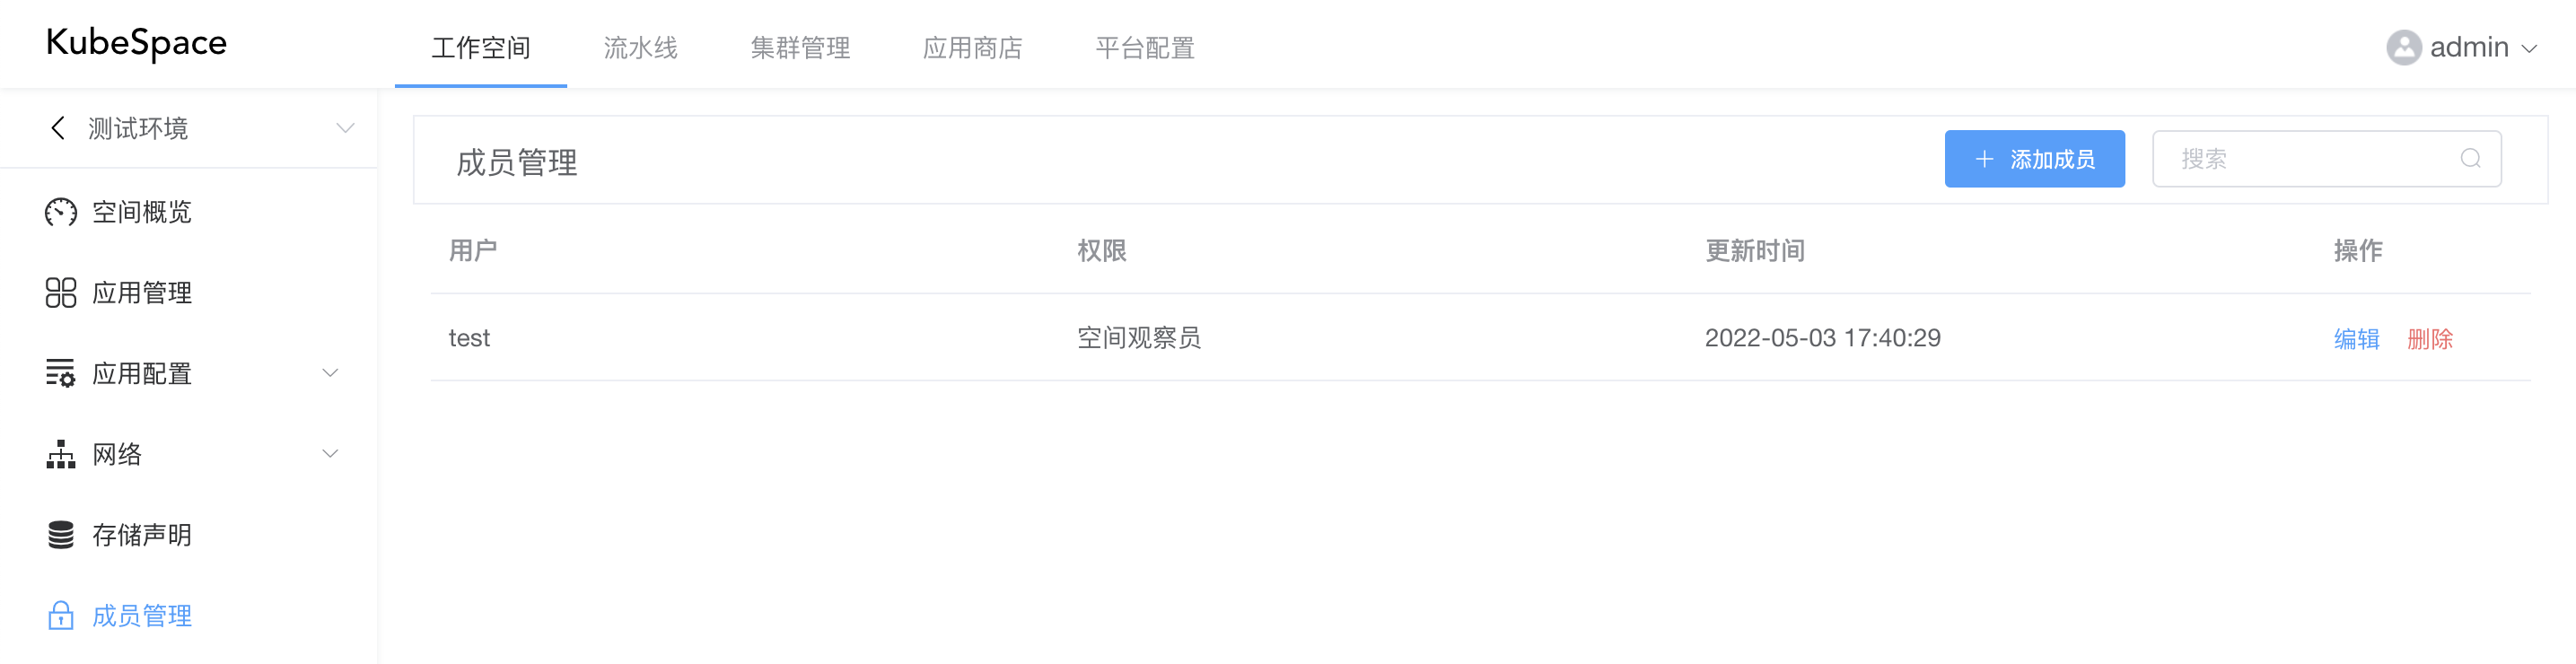 KubeSpace
工作空间 流水线 集群管理 应用商店 平台配置
admin
测试环境
空间概览
应用管理
应用配置
网络
存储声明
成员管理
成员管理
添加成员
搜索
用户 权限 更新时间 操作
test 空间观察员 2022-05-03 17:40:29 编辑 删除